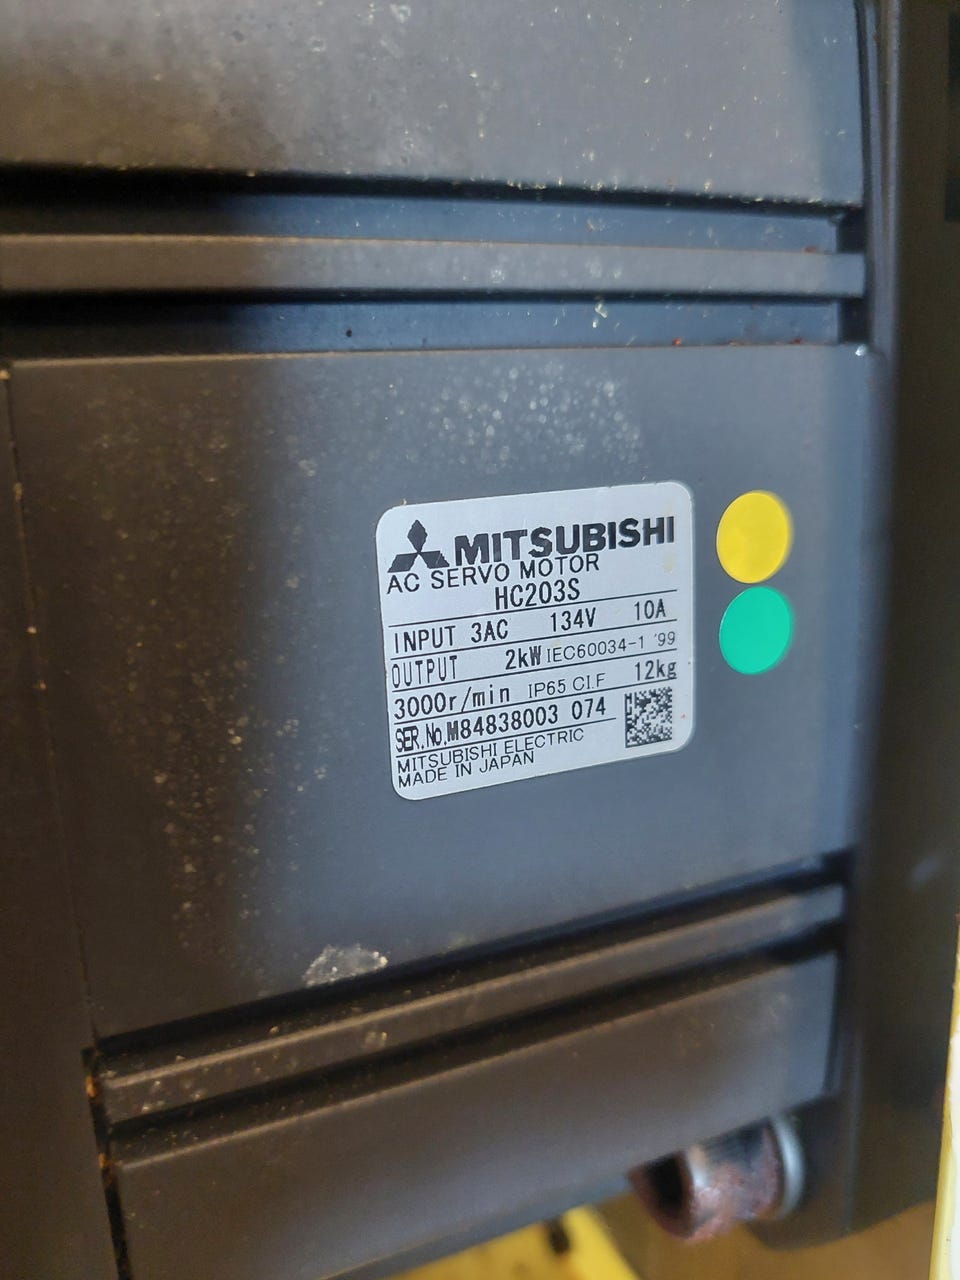 MITSUBISHI
AC SERVO MOTOR
HC203S
INPUT 3AC 134V 10A
OUTPUT 2kW IEC60034-1 '99
3000r/min IP65 CI.F 12kg
SER.No.M84838003 074
MITSUBISHI ELECTRIC
MADE IN JAPAN